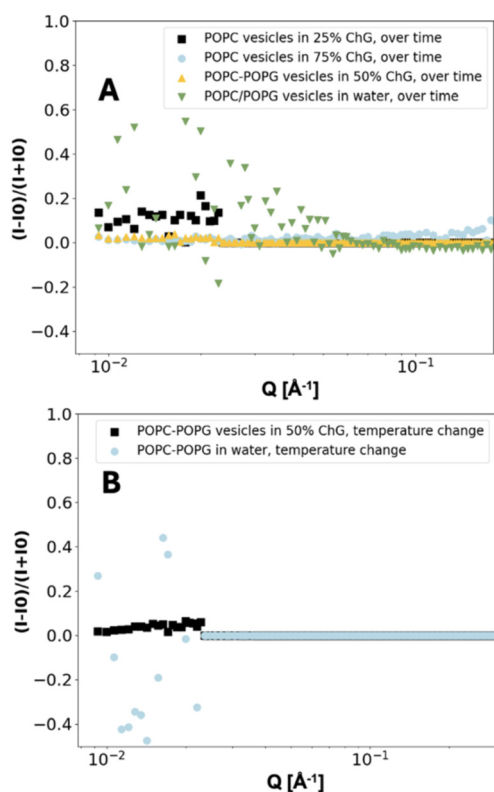 1.0
0.8
0.6
0.4
0.2
0.0
−0.2
−0.4
(I-I0)/(I+I0)
A
POPC vesicles in 25% ChG, over time
POPC vesicles in 75% ChG, over time
POPC-POPG vesicles in 50% ChG, over time
POPC/POPG vesicles in water, over time
10⁻²
10⁻¹
Q [Å⁻¹]
1.0
0.8
0.6
0.4
0.2
0.0
−0.2
−0.4
(I-I0)/(I+I0)
POPC-POPG vesicles in 50% ChG, temperature change
POPC-POPG in water, temperature change
B
10⁻²
10⁻¹
Q [Å⁻¹]